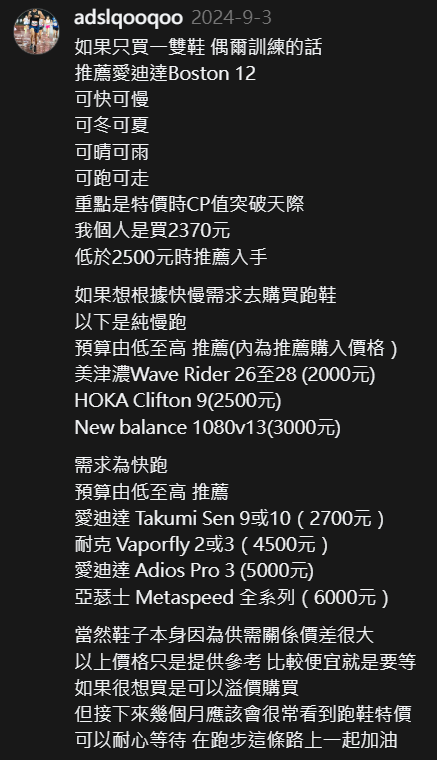 adslqooqoo 2024-9-3
如果只買一雙鞋 偶爾訓練的話
推薦愛迪達Boston 12
可快可慢
可冬可夏
可晴可雨
可跑可走
重點是特價時CP值突破天際
我個人是買2370元
低於2500元時推薦入手
如果想根據快慢需求去購買跑鞋
以下是純慢跑
預算由低至高 推薦(內為推薦購入價格 )
美津濃Wave Rider 26至28 (2000元)
HOKA Clifton 9(2500元)
New balance 1080v13(3000元)
需求為快跑
預算由低至高 推薦
愛迪達 Takumi Sen 9或10 ( 2700元 )
耐克 Vaporfly 2或3 ( 4500元 )
愛迪達 Adios Pro 3 (5000元)
亞瑟士 Metaspeed 全系列 ( 6000元 )
當然鞋子本身因為供需關係價差很大
以上價格只是提供參考 比較便宜就是要等
如果很想買是可以溢價購買
但接下來幾個月應該會很常看到跑鞋特價
可以耐心等待 在跑步這條路上一起加油